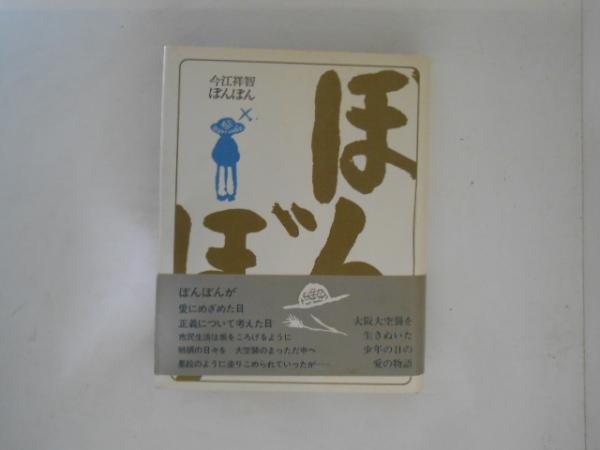 今江祥智
ぼんぼん
ぼん
ぼ
ぼんぼんが
愛にめざめた日
正義について考えた日
市民生活は坂をころげるように
明晴の日々を 大空襲のまっただ中へ
墨絵のように塗りこめられていったが……
大阪大空襲を
生きぬいた
少年の日の
愛の物語